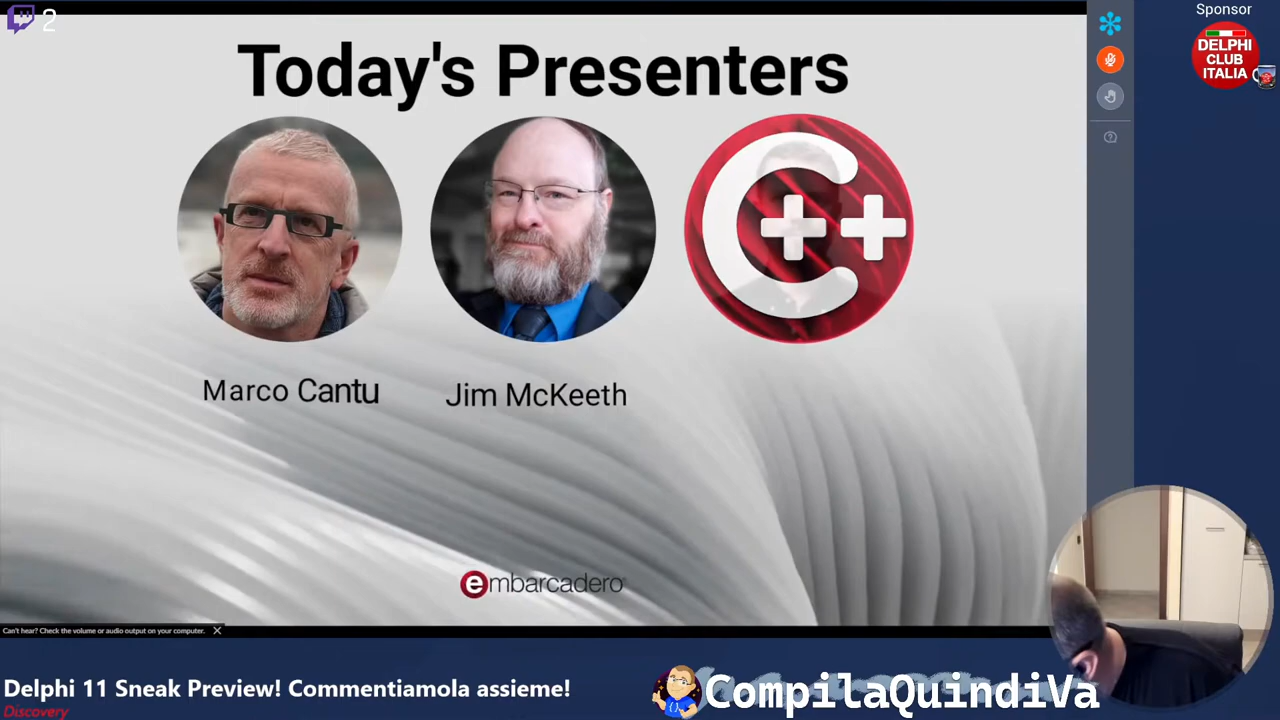 2
Sponsor
DELPHI
CLUB
ITALIA
Today's Presenters
C++
Marco Cantu
Jim McKeeth
embarcadero
Can't hear? Check the volume or audio output on your computer.
Delphi 11 Sneak Preview! Commentiamola assieme!
Discovery
CompilaQuindiVa